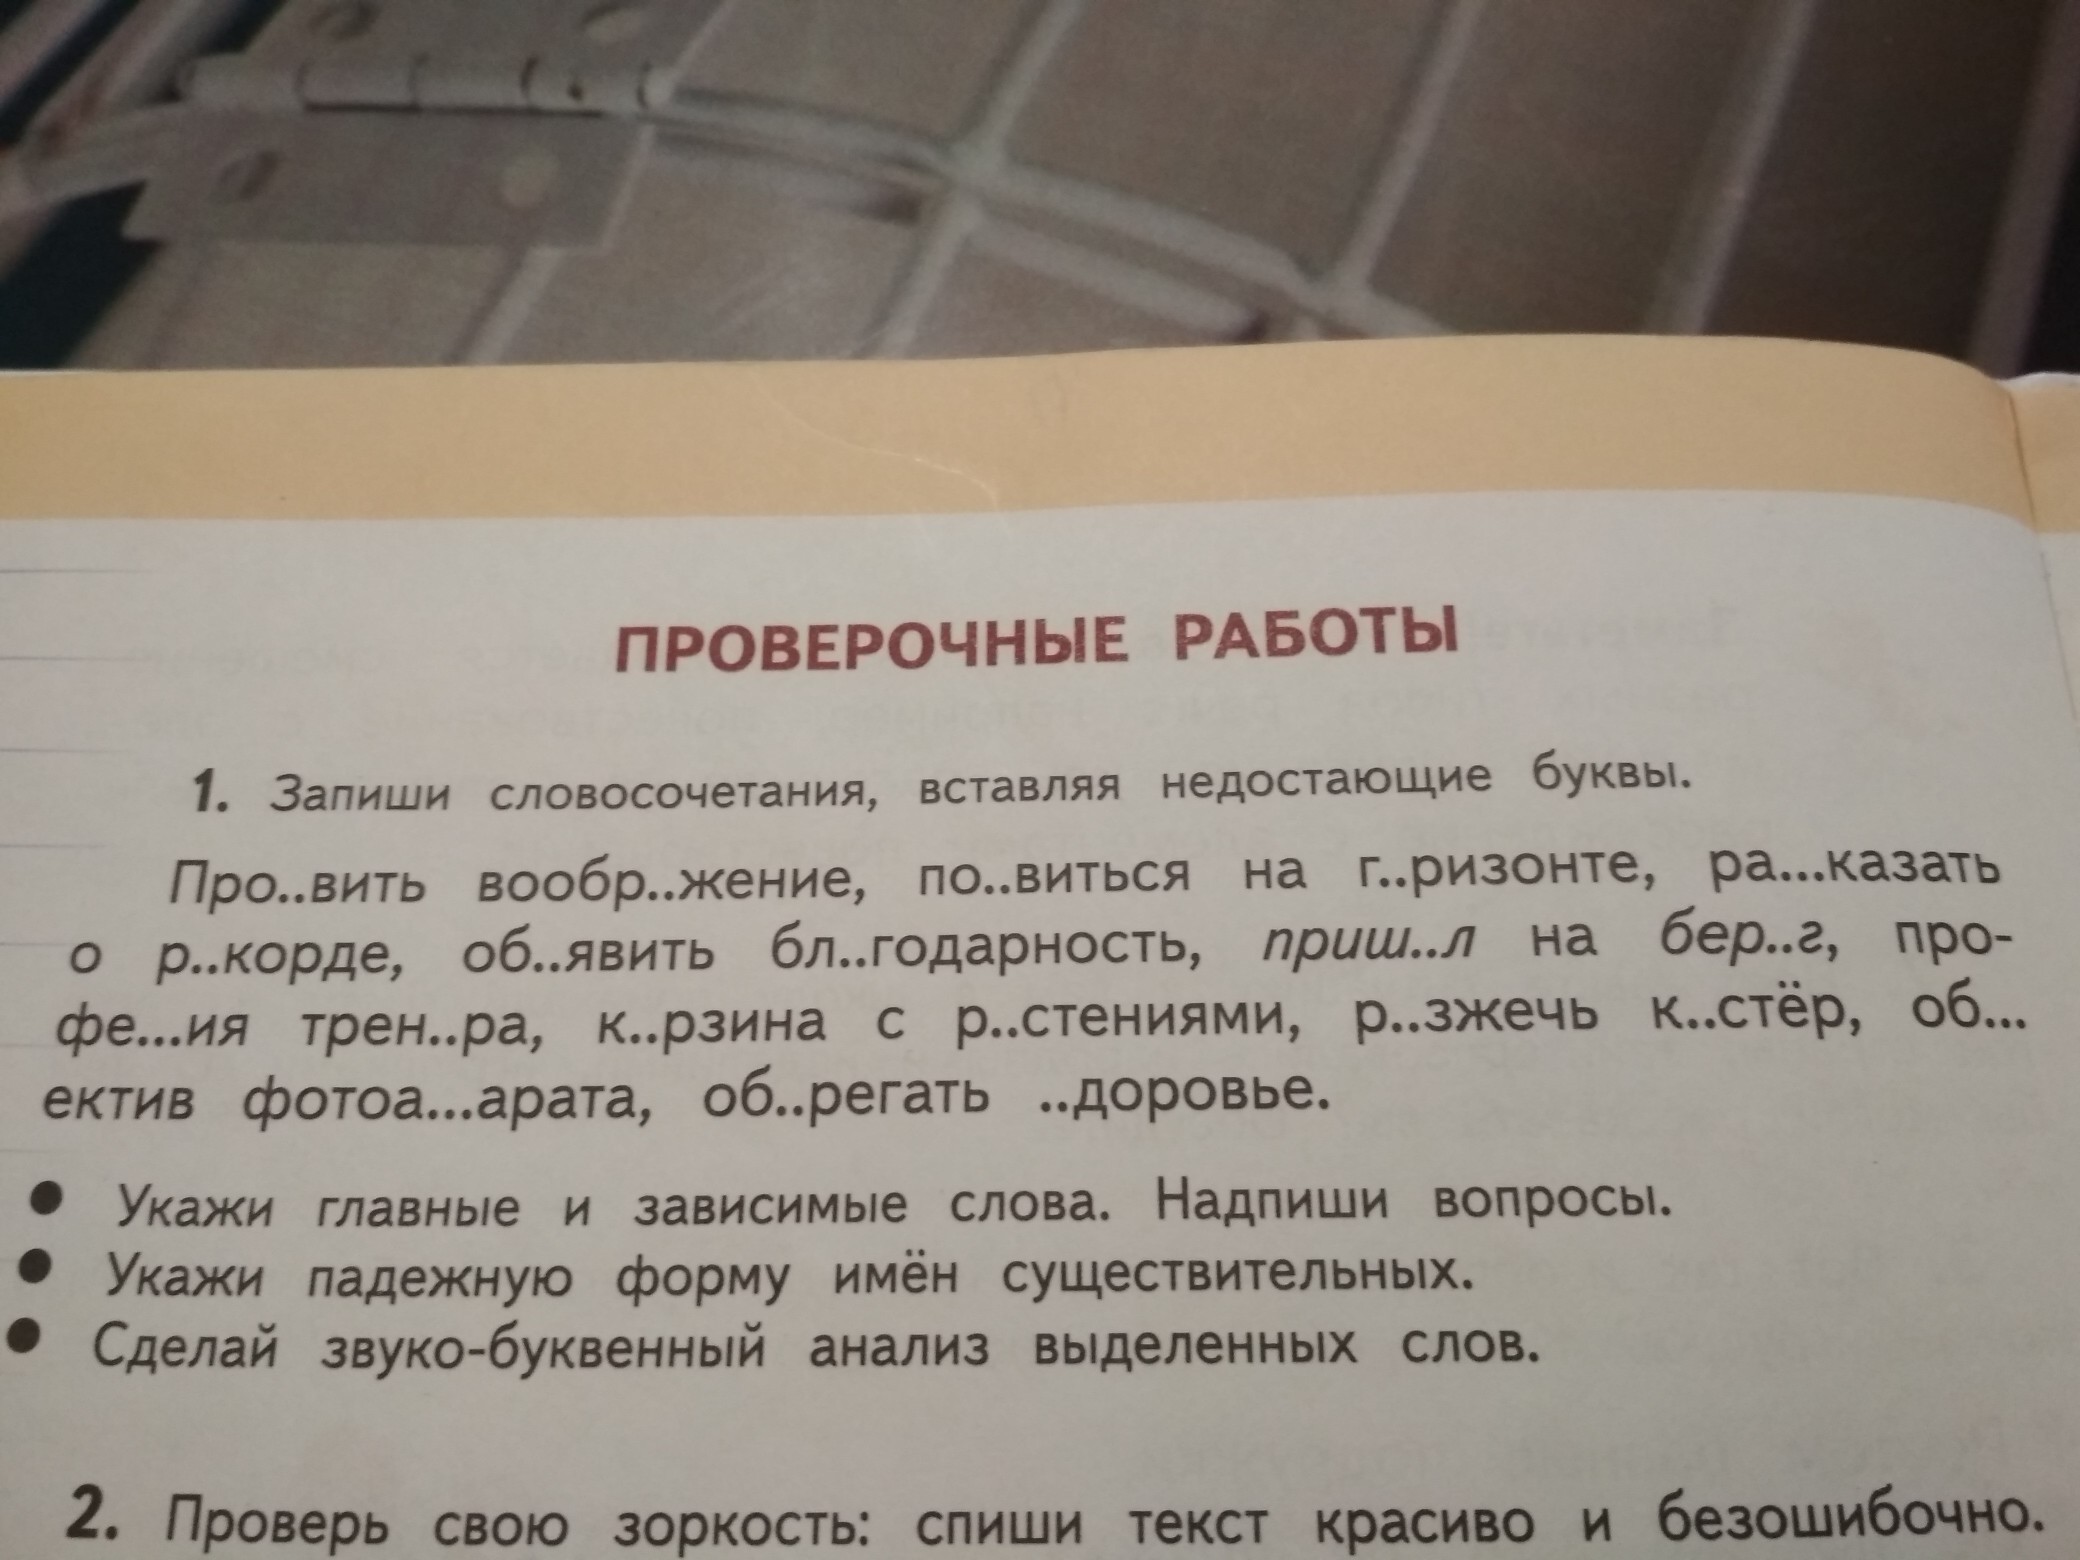 ПРОВЕРОЧНЫЕ РАБОТЫ
1. Запиши словосочетания, вставляя недостающие буквы.
Про..вить вообр..жение, по..виться на г..ризонте, ра...казать
о р..корде, об..явить бл..годарность, приш..л на бер..г, про-
фе...ия трен..ра, к..рзина с р..стениями, р..зжечь к..стёр, об...
ектив фотоа...арата, об..регать ..доровье.
● Укажи главные и зависимые слова. Надпиши вопросы.
● Укажи падежную форму имён существительных.
● Сделай звуко-буквенный анализ выделенных слов.
2. Проверь свою зоркость: спиши текст красиво и безошибочно.